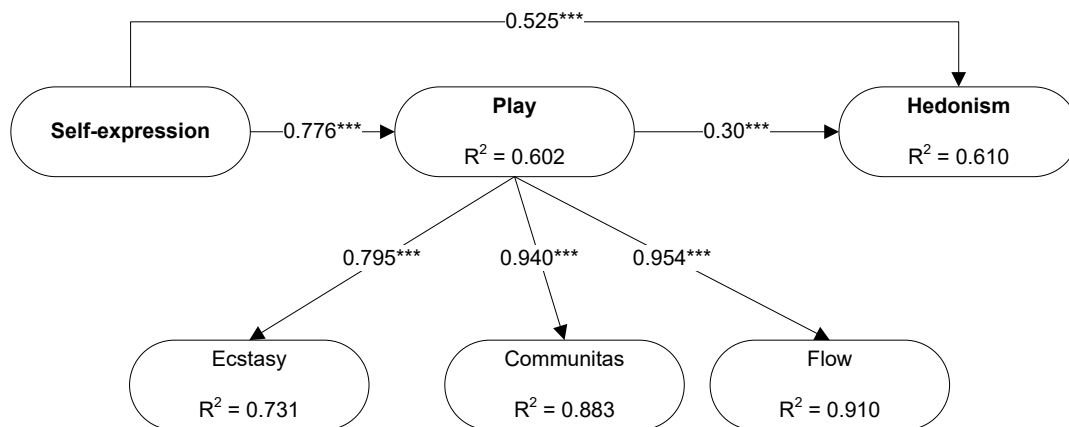 0.525***
Self-expression
0.776***
Play
R² = 0.602
0.30***
Hedonism
R² = 0.610
0.795***
0.940***
0.954***
Ecstasy
R² = 0.731
Communitas
R² = 0.883
Flow
R² = 0.910